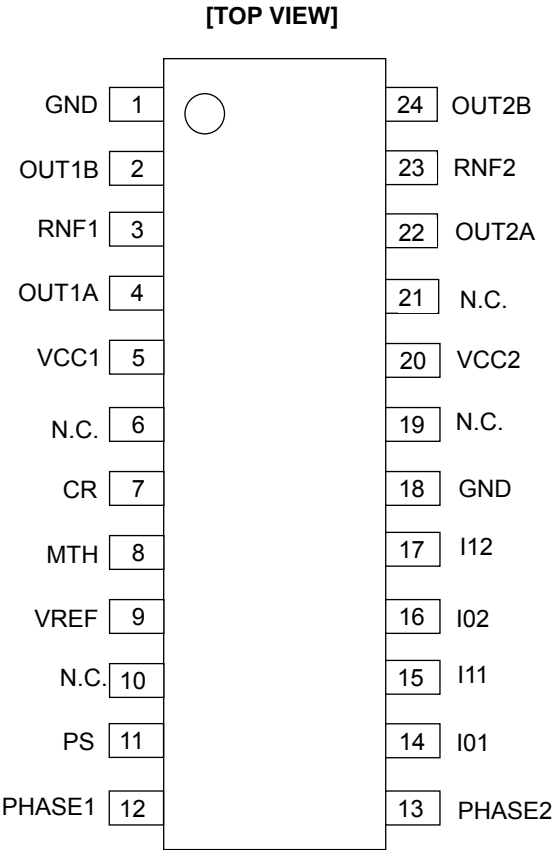 [TOP VIEW]
GND 1
OUT1B 2
RNF1 3
OUT1A 4
VCC1 5
N.C. 6
CR 7
MTH 8
VREF 9
N.C. 10
PS 11
PHASE1 12
24 OUT2B
23 RNF2
22 OUT2A
21 N.C.
20 VCC2
19 N.C.
18 GND
17 I12
16 I02
15 I11
14 I01
13 PHASE2